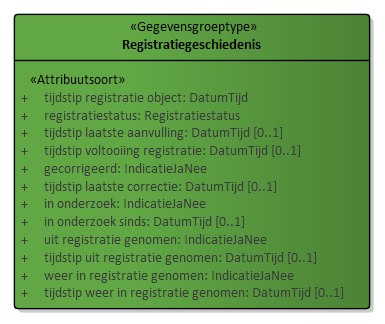 «Gegevensgroeptype»
Registratiegeschiedenis
«Attribuutsoort»
+ tijdstip registratie object: DatumTijd
+ registratiestatus: Registratiestatus
+ tijdstip laatste aanvulling: DatumTijd [0..1]
+ tijdstip voltooiing registratie: DatumTijd [0..1]
+ gecorrigeerd: IndicatieJaNee
+ tijdstip laatste correctie: DatumTijd [0..1]
+ in onderzoek: IndicatieJaNee
+ in onderzoek sinds: DatumTijd [0..1]
+ uit registratie genomen: IndicatieJaNee
+ tijdstip uit registratie genomen: DatumTijd [0..1]
+ weer in registratie genomen: IndicatieJaNee
+ tijdstip weer in registratie genomen: DatumTijd [0..1]